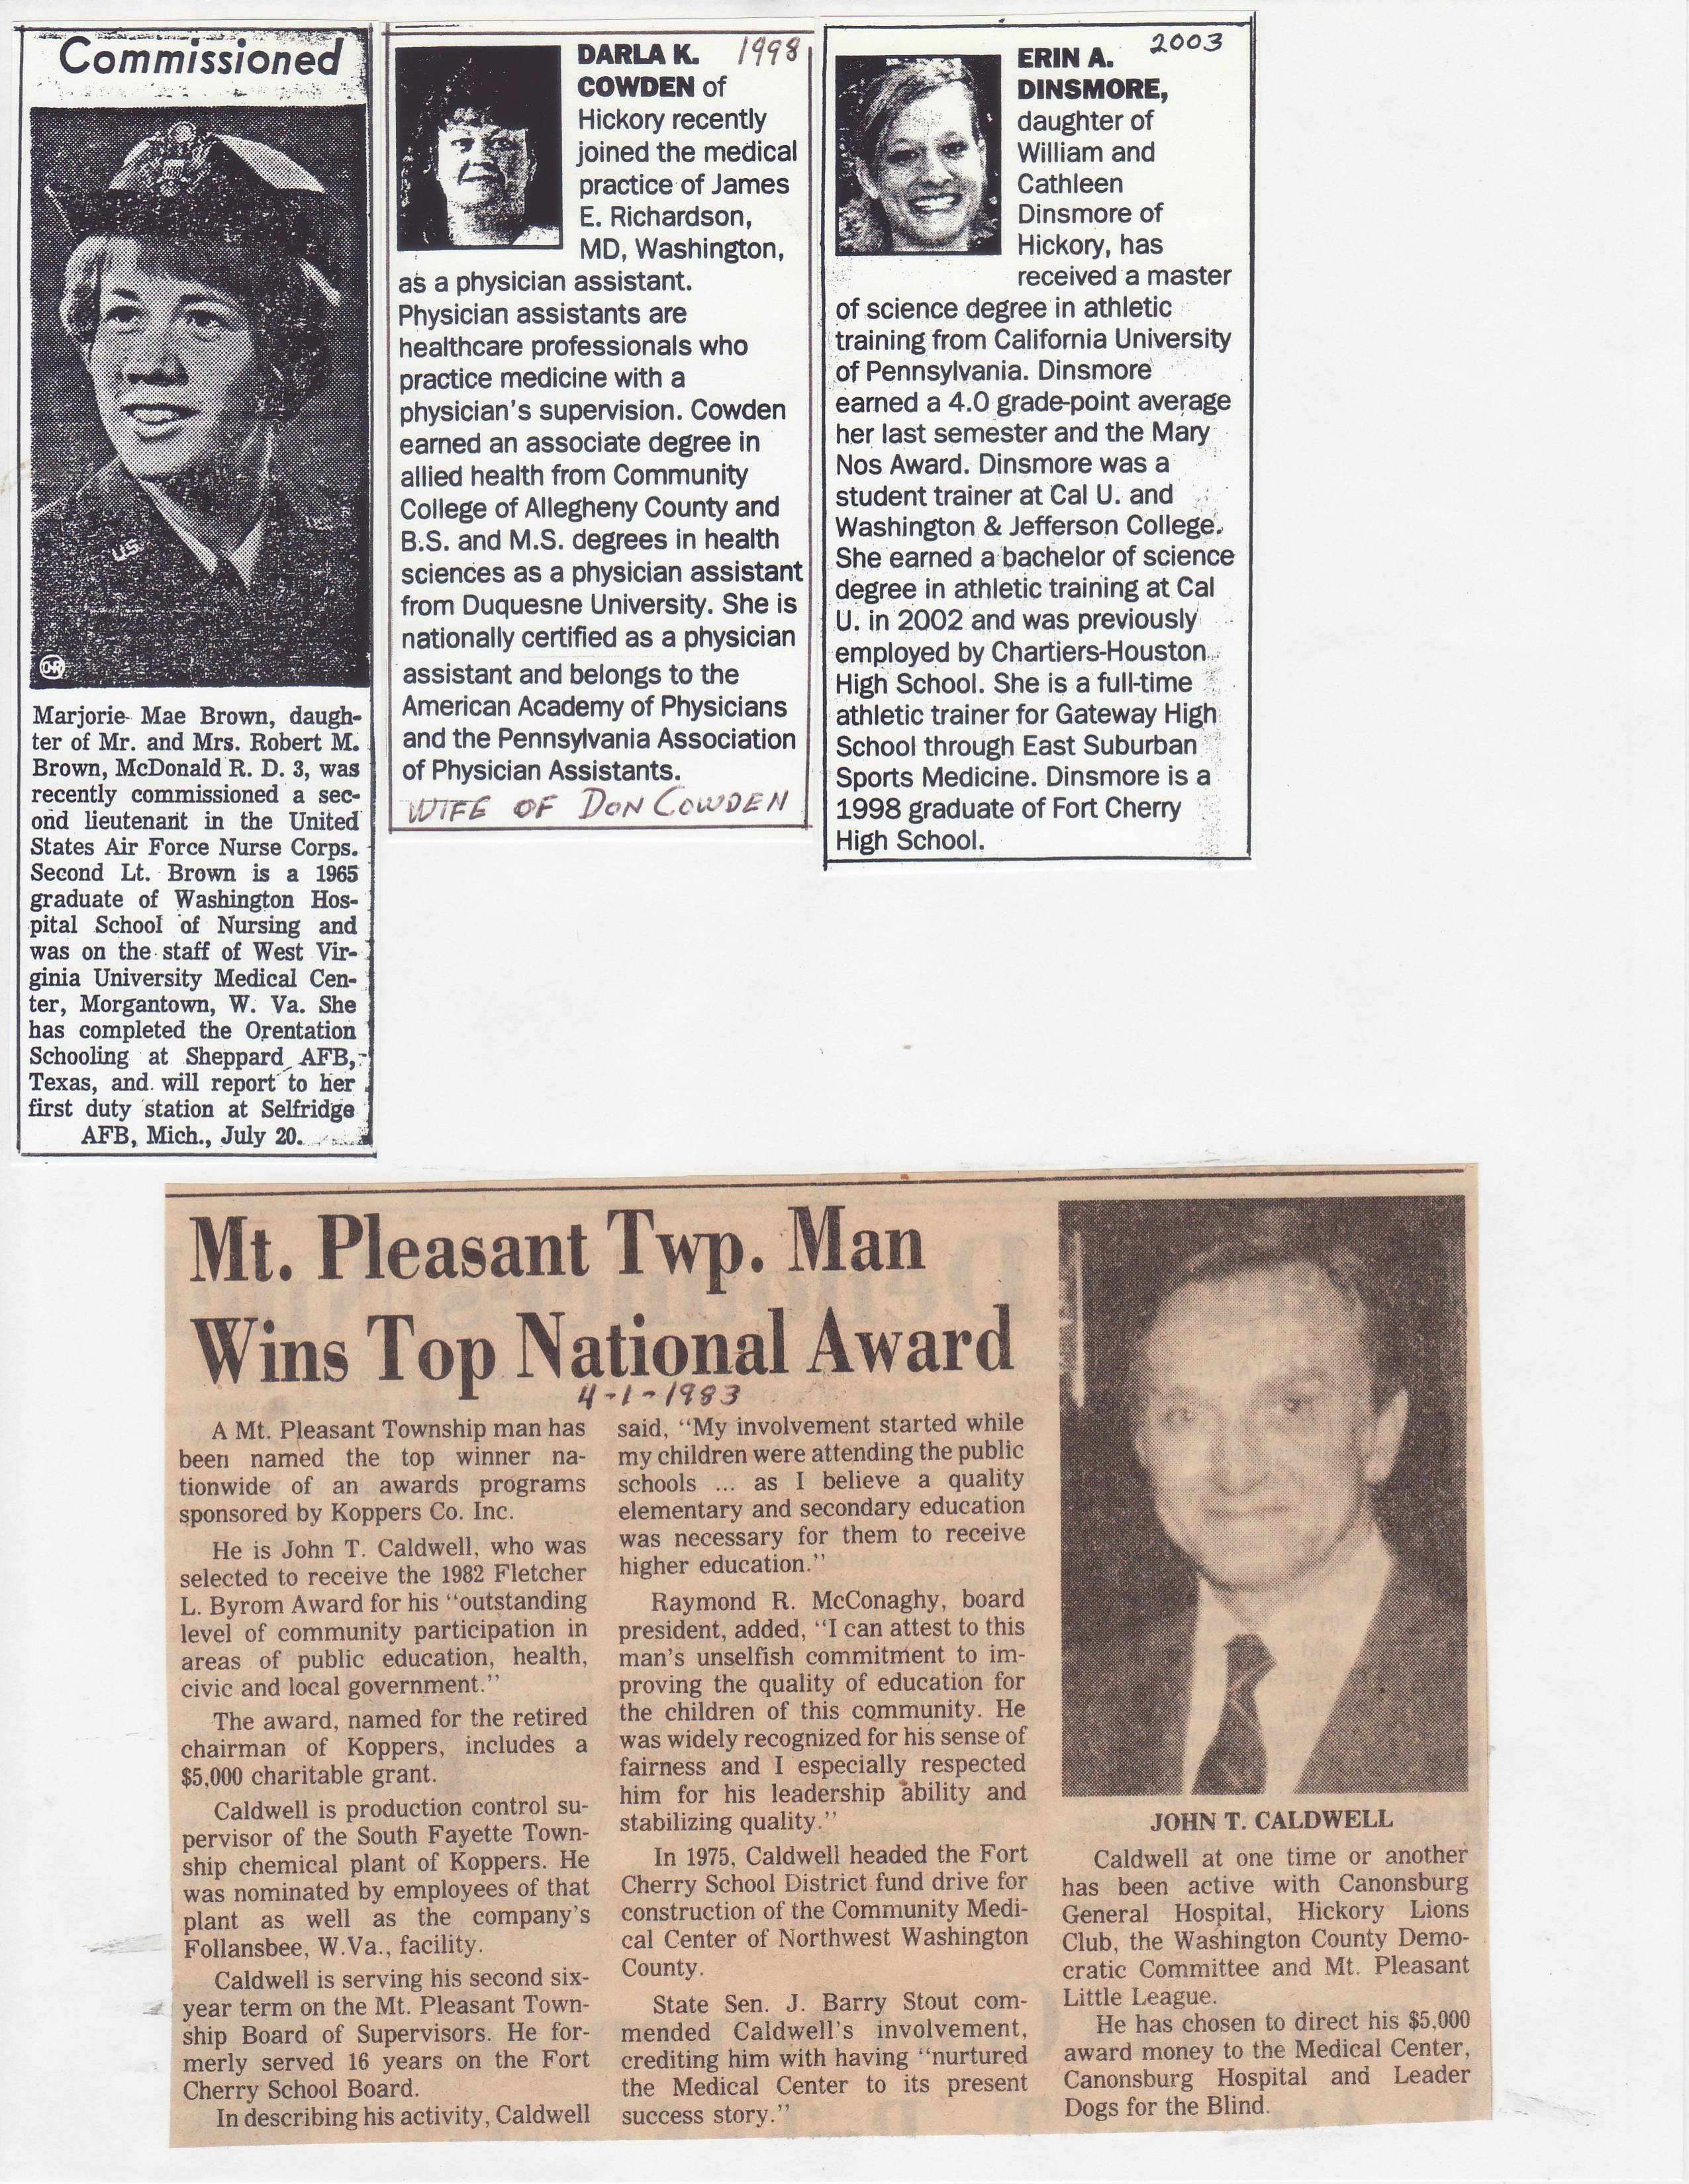 Commissioned
US
Marjorie Mae Brown, daugh-
ter of Mr. and Mrs. Robert M.
Brown, McDonald R. D. 3, was
recently commissioned a sec-
ond lieutenant in the United
States Air Force Nurse Corps.
Second Lt. Brown is a 1965
graduate of Washington Hos-
pital School of Nursing and
was on the staff of West Vir-
ginia University Medical Cen-
ter, Morgantown, W. Va. She
has completed the Orentation
Schooling at Sheppard AFB,
Texas, and will report to her
first duty station at Selfridge
AFB, Mich., July 20.
DARLA K. 1998
COWDEN of
Hickory recently
joined the medical
practice of James
E. Richardson,
MD, Washington,
as a physician assistant.
Physician assistants are
healthcare professionals who
practice medicine with a
physician's supervision. Cowden
earned an associate degree in
allied health from Community
College of Allegheny County and
B.S. and M.S. degrees in health
sciences as a physician assistant
from Duquesne University. She is
nationally certified as a physician
assistant and belongs to the
American Academy of Physicians
and the Pennsylvania Association
of Physician Assistants.
WIFE OF DON COWDEN
ERIN A. 2003
DINSMORE,
daughter of
William and
Cathleen
Dinsmore of
Hickory, has
received a master
of science degree in athletic
training from California University
of Pennsylvania. Dinsmore
earned a 4.0 grade-point average
her last semester and the Mary
Nos Award. Dinsmore was a
student trainer at Cal U. and
Washington & Jefferson College.
She earned a bachelor of science
degree in athletic training at Cal
U. in 2002 and was previously
employed by Chartiers-Houston
High School. She is a full-time
athletic trainer for Gateway High
School through East Suburban
Sports Medicine. Dinsmore is a
1998 graduate of Fort Cherry
High School.
Mt. Pleasant Twp. Man
Wins Top National Award
4-1-1983
A Mt. Pleasant Township man has
been named the top winner na-
tionwide of an awards programs
sponsored by Koppers Co. Inc.
He is John T. Caldwell, who was
selected to receive the 1982 Fletcher
L. Byrom Award for his "outstanding
level of community participation in
areas of public education, health,
civic and local government."
The award, named for the retired
chairman of Koppers, includes a
$5,000 charitable grant.
Caldwell is production control su-
pervisor of the South Fayette Town-
ship chemical plant of Koppers. He
was nominated by employees of that
plant as well as the company's
Follansbee, W.Va., facility.
Caldwell is serving his second six-
year term on the Mt. Pleasant Town-
ship Board of Supervisors. He for-
merly served 16 years on the Fort
Cherry School Board.
In describing his activity, Caldwell
said, "My involvement started while
my children were attending the public
schools ... as I believe a quality
elementary and secondary education
was necessary for them to receive
higher education."
Raymond R. McConaghy, board
president, added, "I can attest to this
man's unselfish commitment to im-
proving the quality of education for
the children of this community. He
was widely recognized for his sense of
fairness and I especially respected
him for his leadership ability and
stabilizing quality."
In 1975, Caldwell headed the Fort
Cherry School District fund drive for
construction of the Community Medi-
cal Center of Northwest Washington
County.
State Sen. J. Barry Stout com-
mended Caldwell's involvement,
crediting him with having "nurtured
the Medical Center to its present
success story."
JOHN T. CALDWELL
Caldwell at one time or another
has been active with Canonsburg
General Hospital, Hickory Lions
Club, the Washington County Demo-
cratic Committee and Mt. Pleasant
Little League.
He has chosen to direct his $5,000
award money to the Medical Center,
Canonsburg Hospital and Leader
Dogs for the Blind.